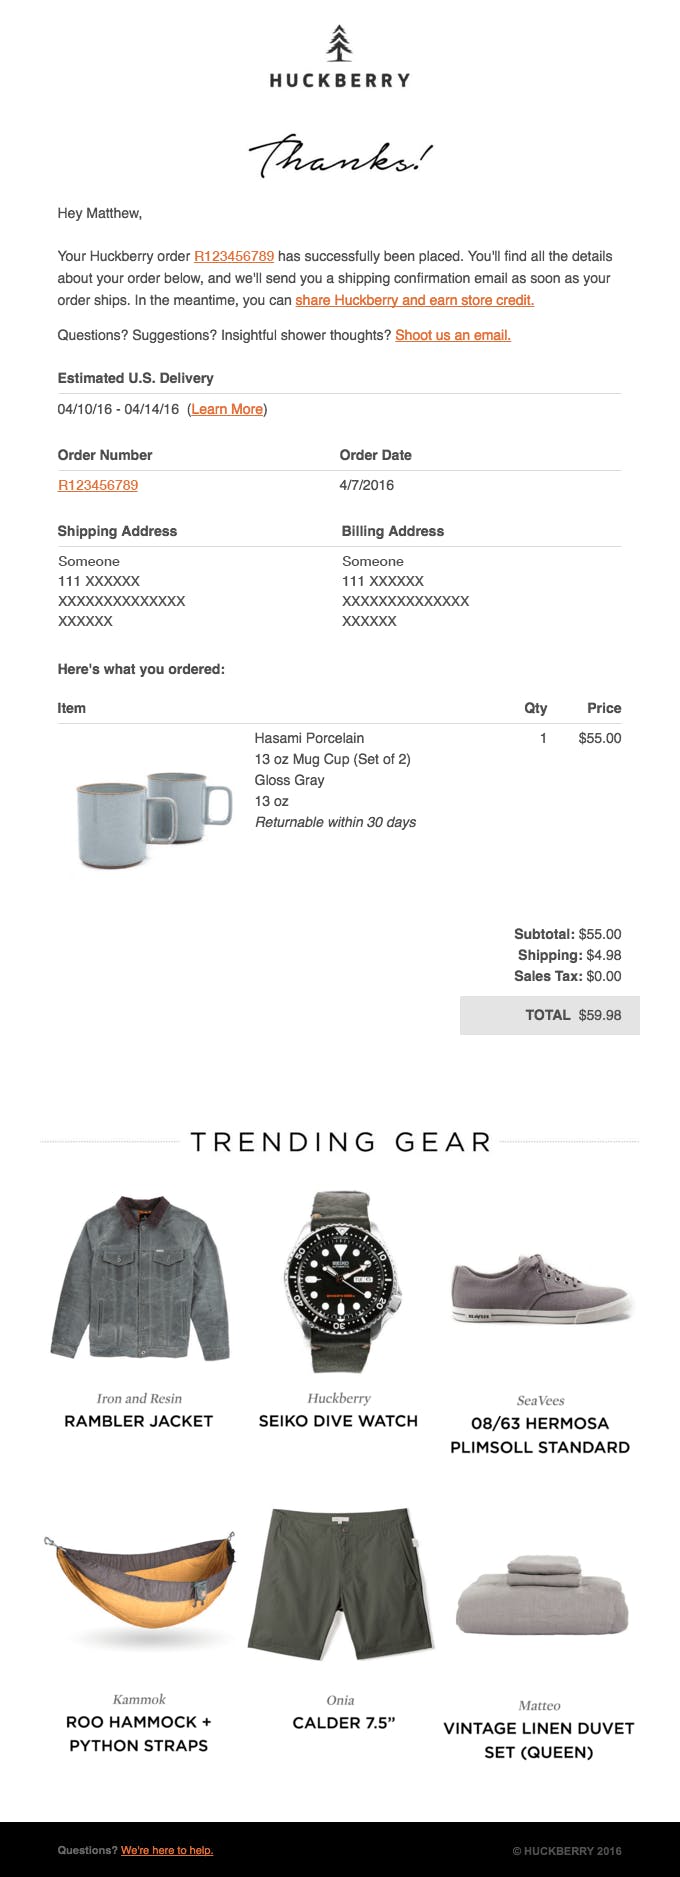 HUCKBERRY
Thanks!
Hey Matthew,
Your Huckberry order R123456789 has successfully been placed. You'll find all the details
about your order below, and we'll send you a shipping confirmation email as soon as your
order ships. In the meantime, you can share Huckberry and earn store credit.
Questions? Suggestions? Insightful shower thoughts? Shoot us an email.
Estimated U.S. Delivery
04/10/16 - 04/14/16 (Learn More)
Order Number Order Date
R123456789 4/7/2016
Shipping Address Billing Address
Someone Someone
111 XXXXXX 111 XXXXXX
XXXXXXXXXXXXXX XXXXXXXXXXXXXX
XXXXXX XXXXXX
Here's what you ordered:
Item Qty Price
Hasami Porcelain 1 $55.00
13 oz Mug Cup (Set of 2)
Gloss Gray
13 oz
Returnable within 30 days
Subtotal: $55.00
Shipping: $4.98
Sales Tax: $0.00
TOTAL $59.98
TRENDING GEAR
SEIKO
Iron and Resin Huckberry SeaVees
RAMBLER JACKET SEIKO DIVE WATCH 08/63 HERMOSA
PLIMSOLL STANDARD
Kammok Onia Matteo
ROO HAMMOCK + CALDER 7.5” VINTAGE LINEN DUVET
PYTHON STRAPS SET (QUEEN)
Questions? We're here to help. © HUCKBERRY 2016